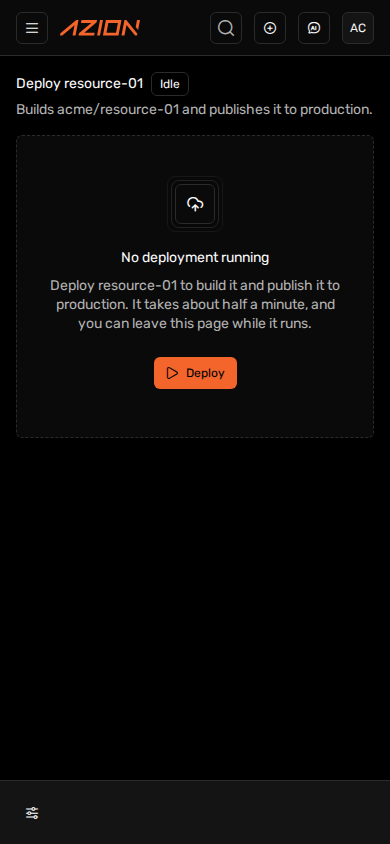 AZION
AI
AC
Deploy resource-01
Idle
Builds acme/resource-01 and publishes it to production.
No deployment running
Deploy resource-01 to build it and publish it to
production. It takes about half a minute, and
you can leave this page while it runs.
Deploy